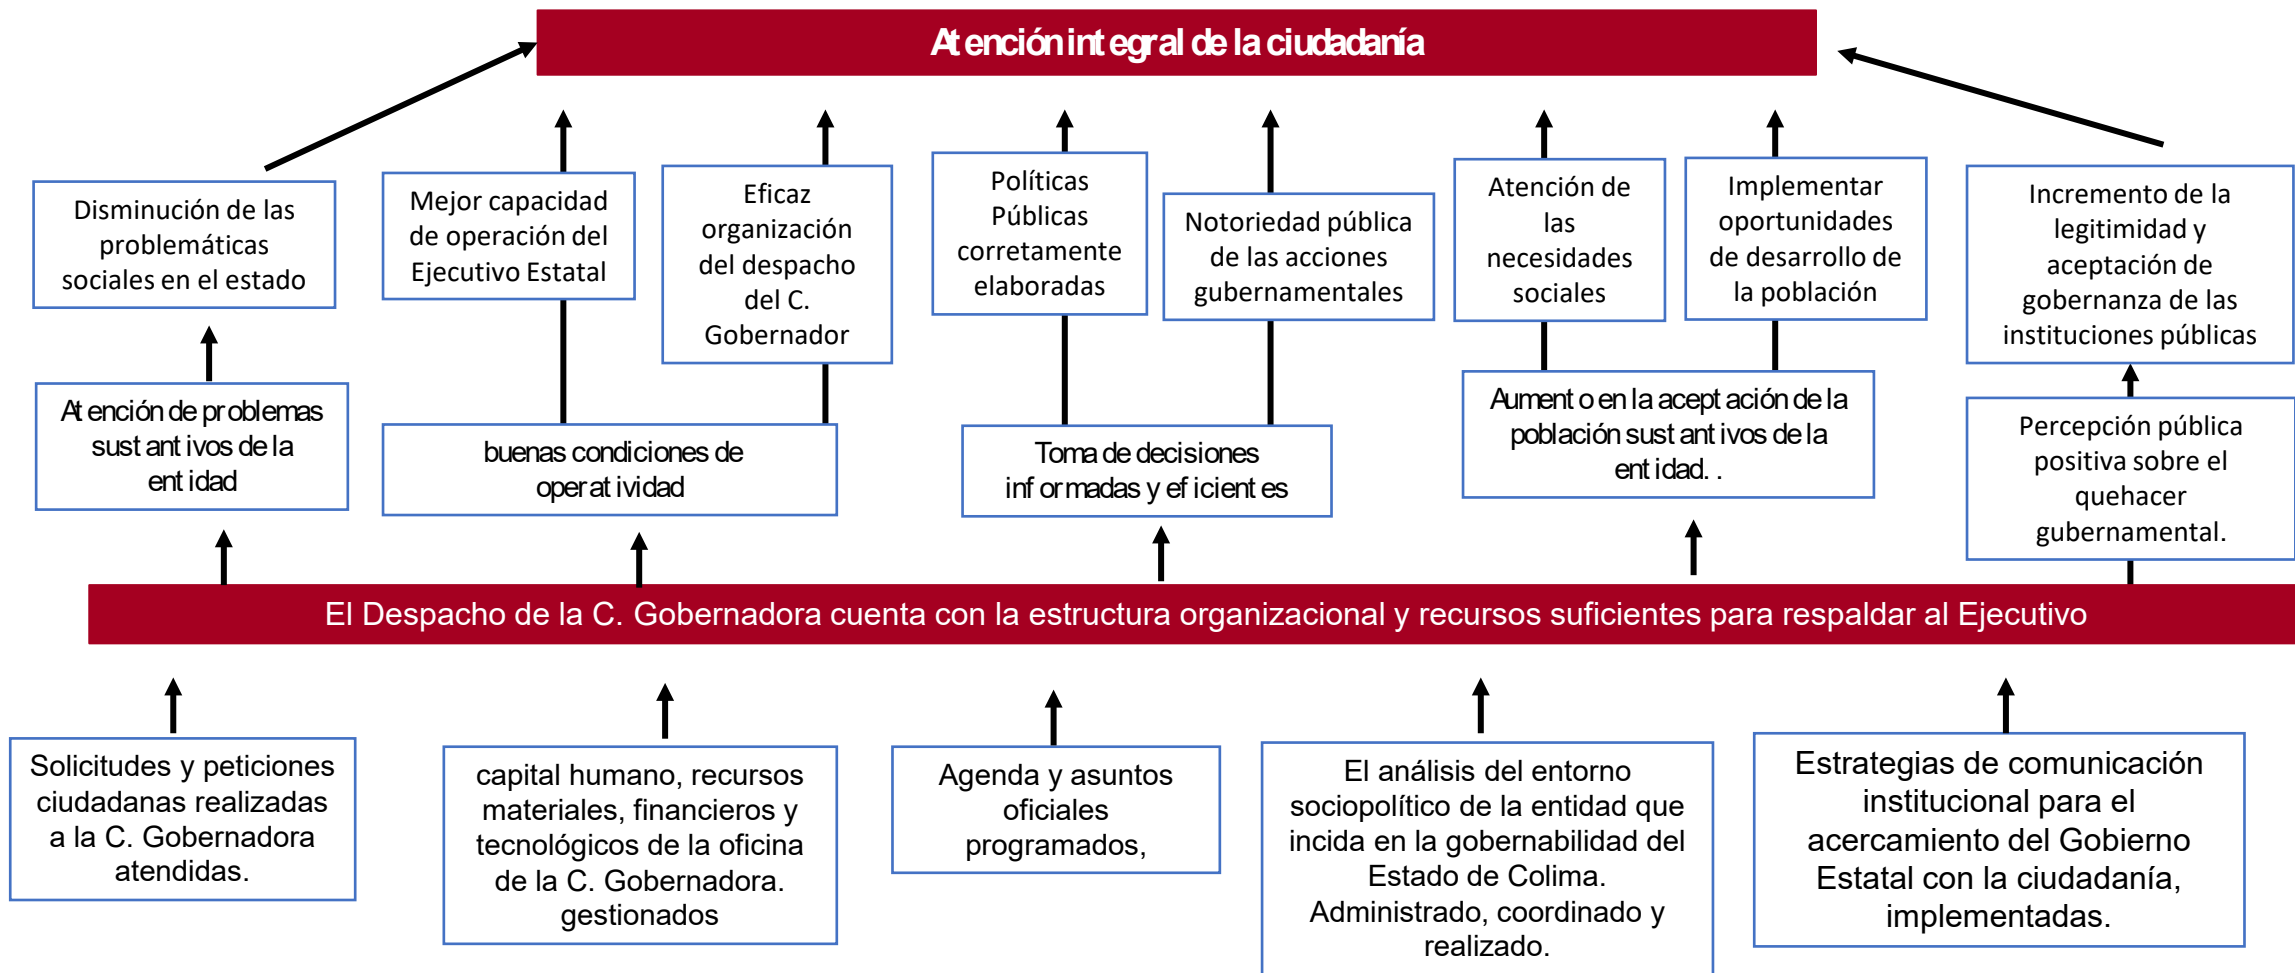 Atención integral de la ciudadanía
Disminución de las
problemáticas
sociales en el estado
Mejor capacidad
de operación del
Ejecutivo Estatal
Eficaz
organización
del despacho
del C.
Gobernador
Políticas
Públicas
corretamente
elaboradas
Notoriedad pública
de las acciones
gubernamentales
Atención de
las
necesidades
sociales
Implementar
oportunidades
de desarrollo de
la población
Incremento de la
legitimidad y
aceptación de
gobernanza de las
instituciones públicas
Atención de problemas
sustantivos de la
entidad
buenas condiciones de
operatividad
Toma de decisiones
informadas y eficientes
Aumento en la aceptación de la
población sustantivos de la
entidad. .
Percepción pública
positiva sobre el
quehacer
gubernamental.
El Despacho de la C. Gobernadora cuenta con la estructura organizacional y recursos suficientes para respaldar al Ejecutivo
Solicitudes y peticiones
ciudadanas realizadas
a la C. Gobernadora
atendidas.
capital humano, recursos
materiales, financieros y
tecnológicos de la oficina
de la C. Gobernadora.
gestionados
Agenda y asuntos
oficiales
programados,
El análisis del entorno
sociopolítico de la entidad que
incida en la gobernabilidad del
Estado de Colima.
Administrado, coordinado y
realizado.
Estrategias de comunicación
institucional para el
acercamiento del Gobierno
Estatal con la ciudadanía,
implementadas.